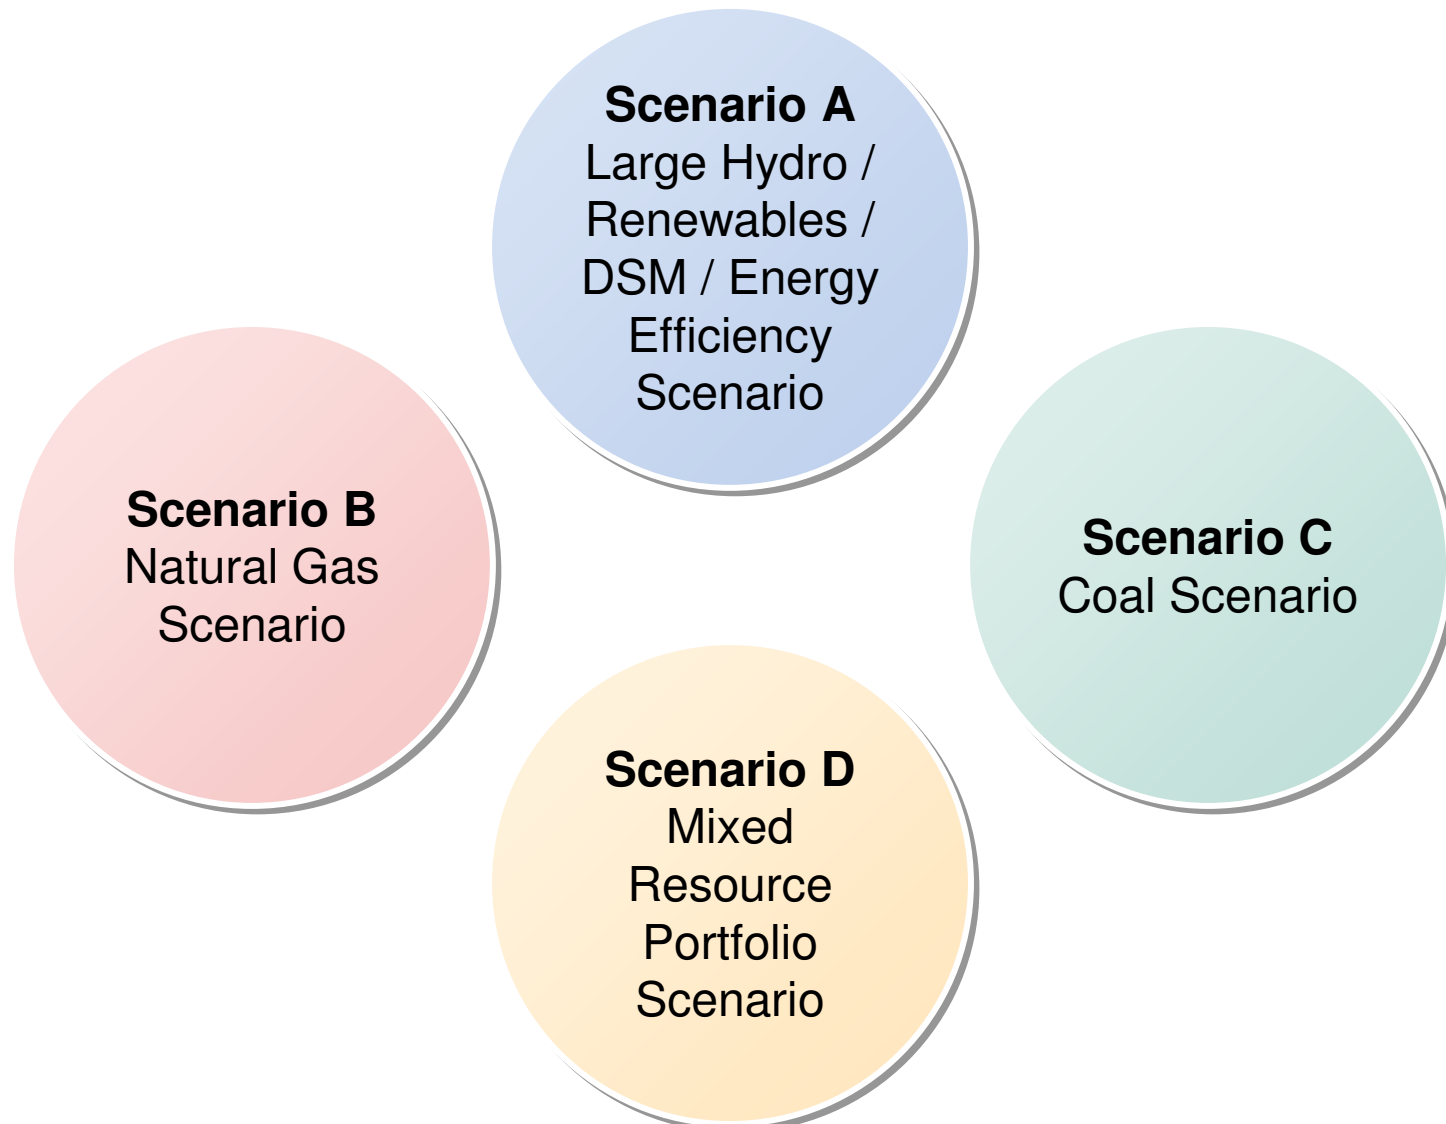 Scenario A
Large Hydro /
Renewables /
DSM / Energy
Efficiency
Scenario
Scenario B
Natural Gas
Scenario
Scenario C
Coal Scenario
Scenario D
Mixed
Resource
Portfolio
Scenario